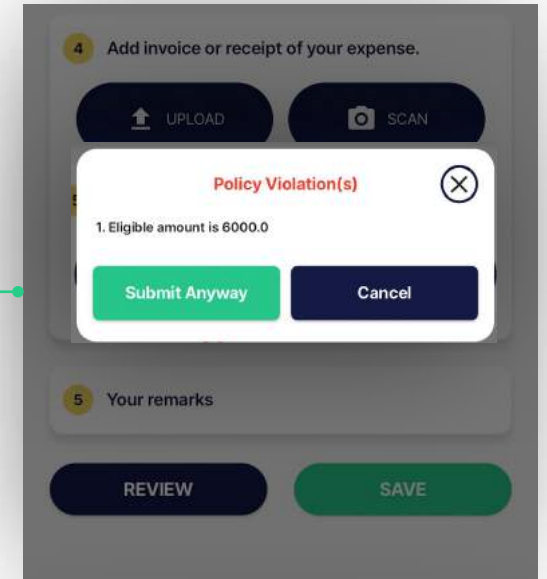 4 Add invoice or receipt of your expense.
UPLOAD SCAN
Policy Violation(s)
1. Eligible amount is 6000.0
Submit Anyway Cancel
5 Your remarks
REVIEW SAVE